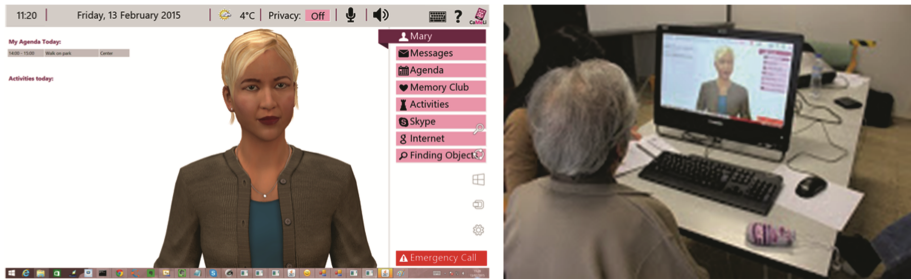 11:20
Friday, 13 February 2015
4°C
Privacy: Off
?
CaMeLi
My Agenda Today:
14:00 - 15:00 Walk on park Center
Activities today:
Mary
Messages
Agenda
Memory Club
Activities
Skype
Internet
Finding Object
Emergency Call